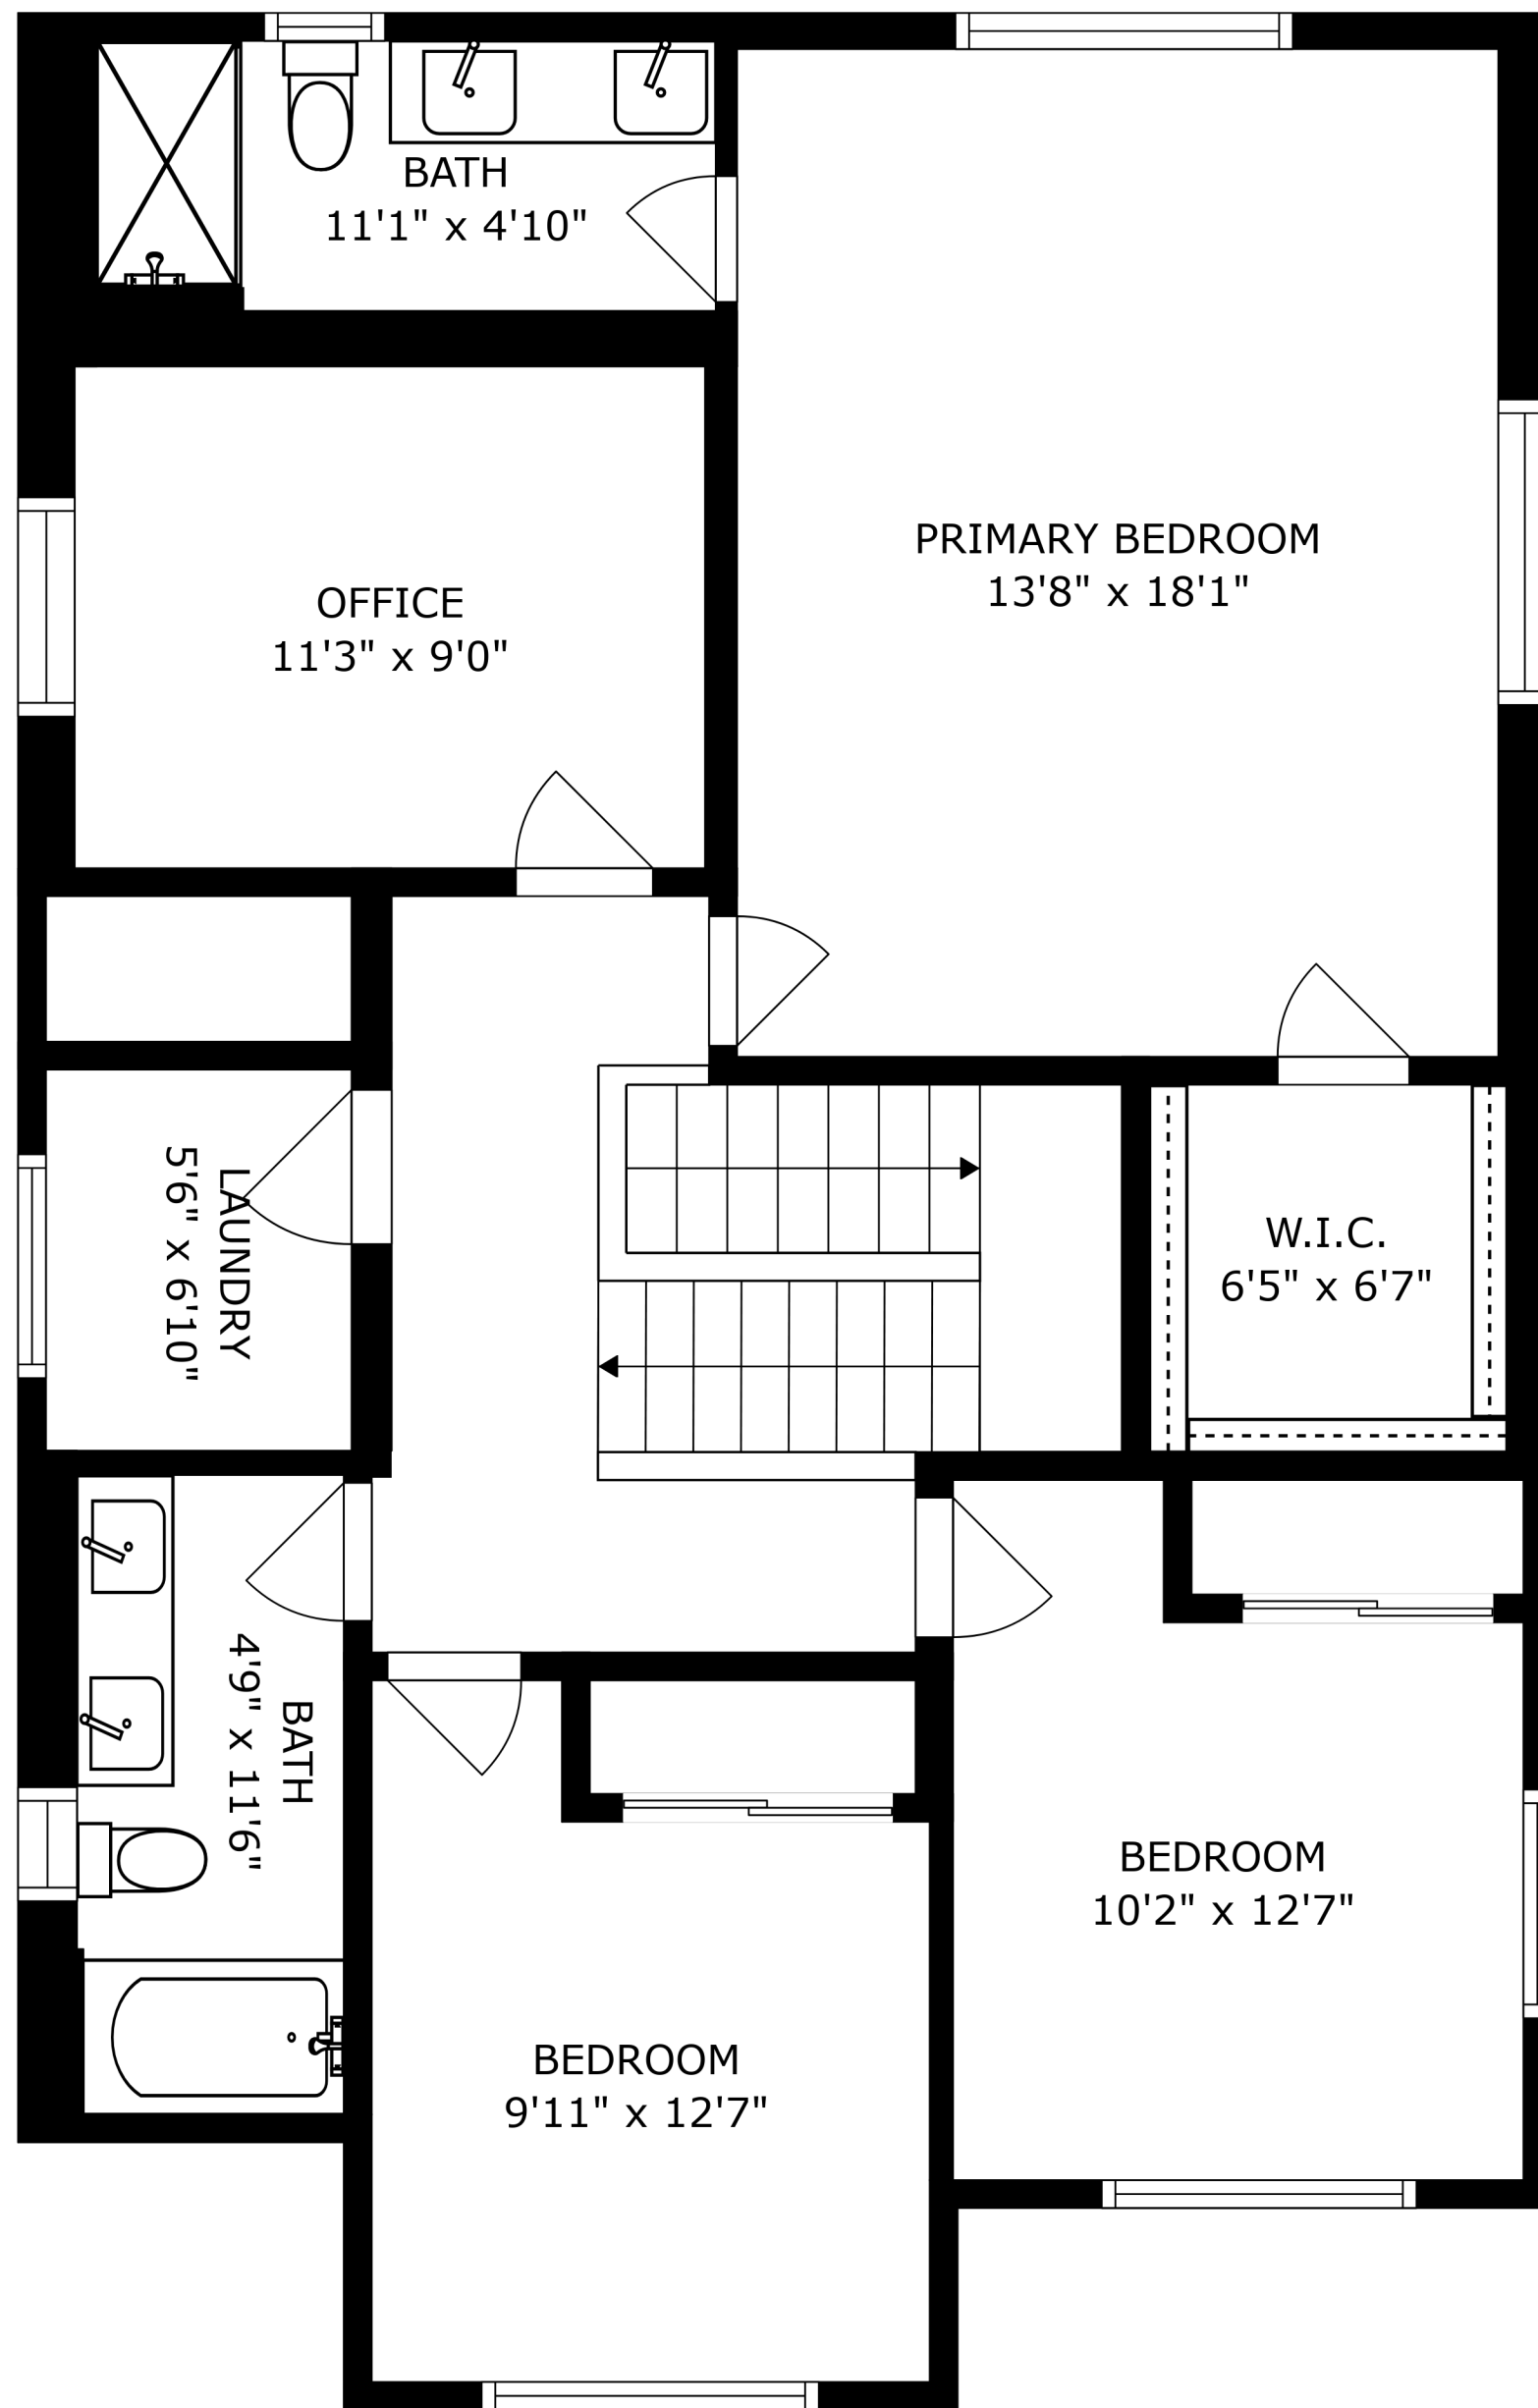 BATH
11'1" x 4'10"
PRIMARY BEDROOM
13'8" x 18'1"
OFFICE
11'3" x 9'0"
LAUNDRY
5'6" x 6'10"
W.I.C.
6'5" x 6'7"
BATH
4'9" x 11'6"
BEDROOM
10'2" x 12'7"
BEDROOM
9'11" x 12'7"